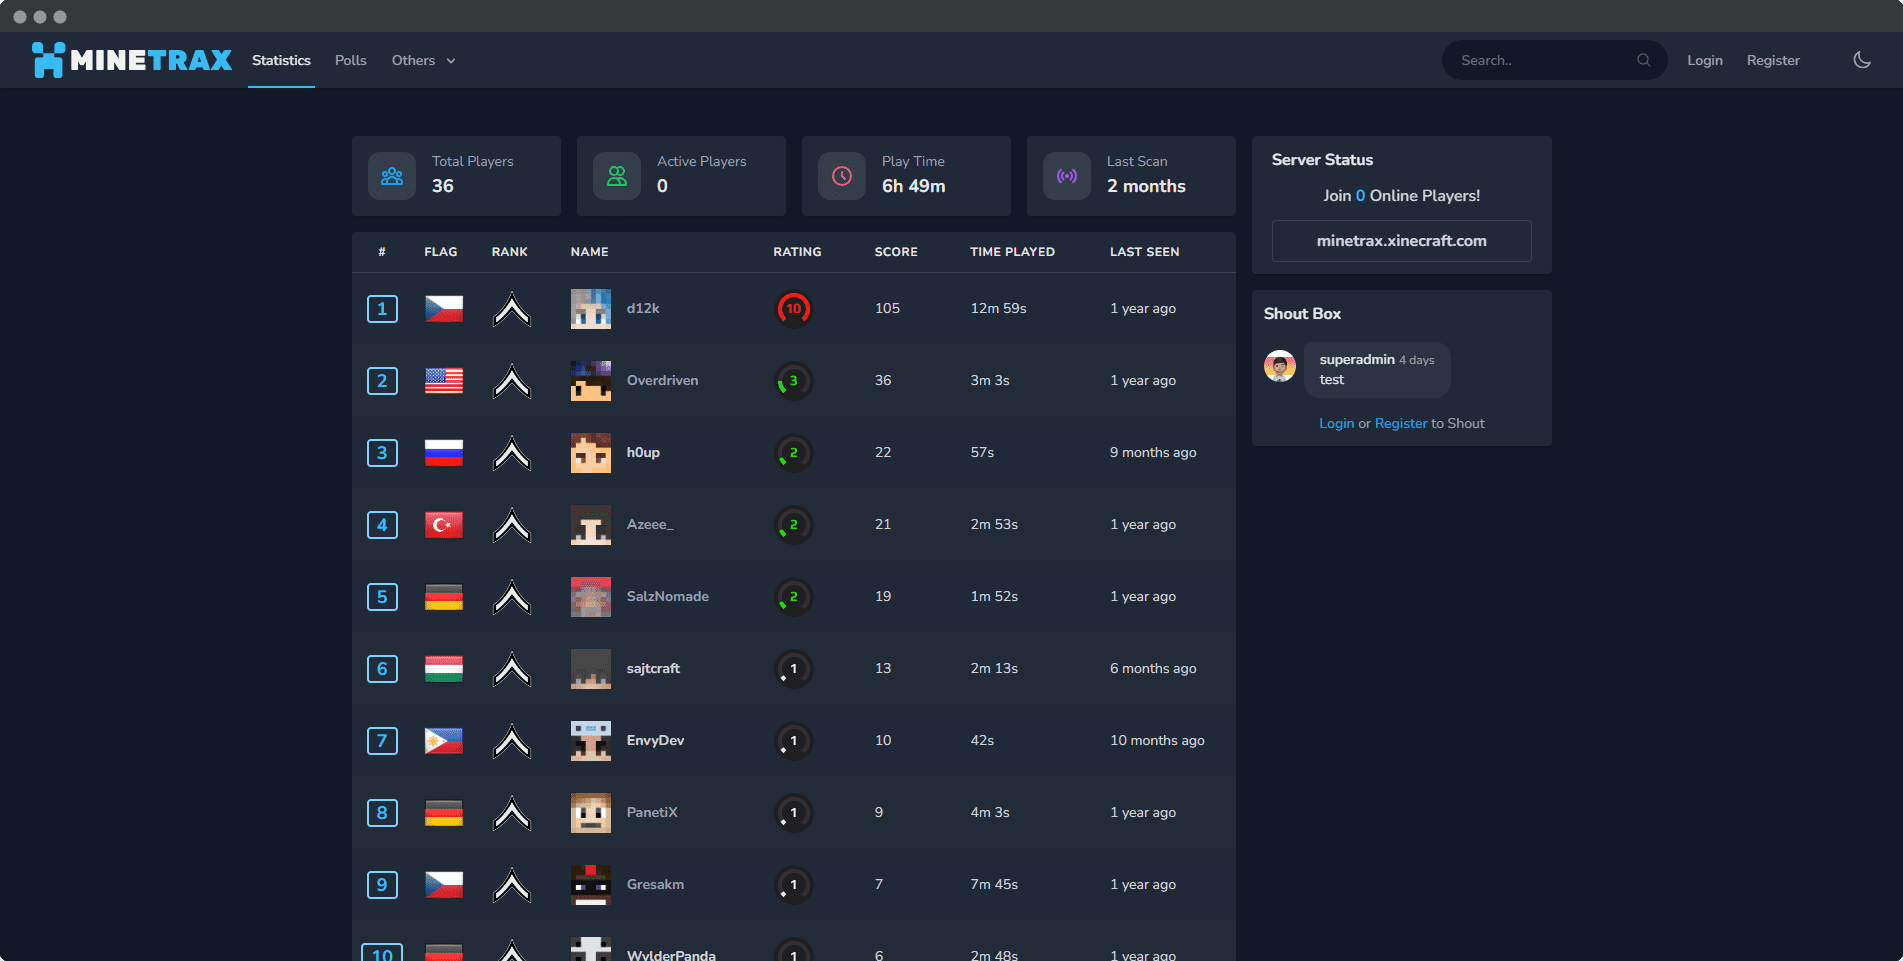 MINETRAX Statistics Polls Others Search.. Login Register
Total Players
36
Active Players
0
Play Time
6h 49m
Last Scan
2 months
# FLAG RANK NAME RATING SCORE TIME PLAYED LAST SEEN
1 d12k 10 105 12m 59s 1 year ago
2 Overdriven 3 36 3m 3s 1 year ago
3 h0up 2 22 57s 9 months ago
4 Azeee_ 2 21 2m 53s 1 year ago
5 SalzNomade 2 19 1m 52s 1 year ago
6 sajtcraft 1 13 2m 13s 6 months ago
7 EnvyDev 1 10 42s 10 months ago
8 PanetiX 1 9 4m 3s 1 year ago
9 Gresakm 1 7 7m 45s 1 year ago
10 WylderPanda 1 6 2m 48s 1 year ago
Server Status
Join 0 Online Players!
minetrax.xinecraft.com
Shout Box
superadmin 4 days
test
Login or Register to Shout